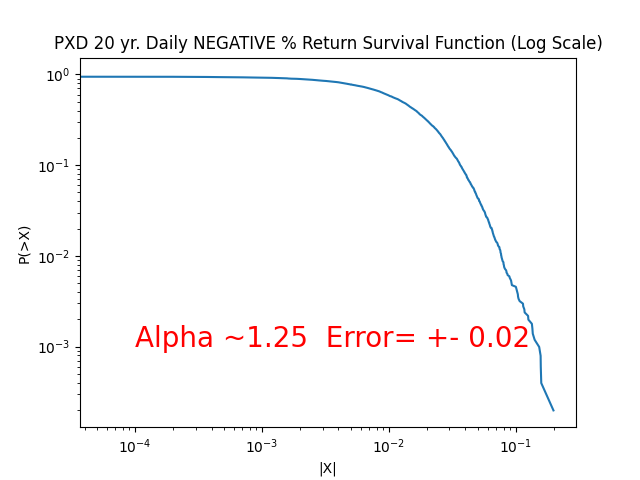 PXD 20 yr. Daily NEGATIVE % Return Survival Function (Log Scale)
10⁰
10⁻¹
10⁻²
10⁻³
P(>X)
Alpha ~1.25  Error= +- 0.02
10⁻⁴
10⁻³
10⁻²
10⁻¹
|X|